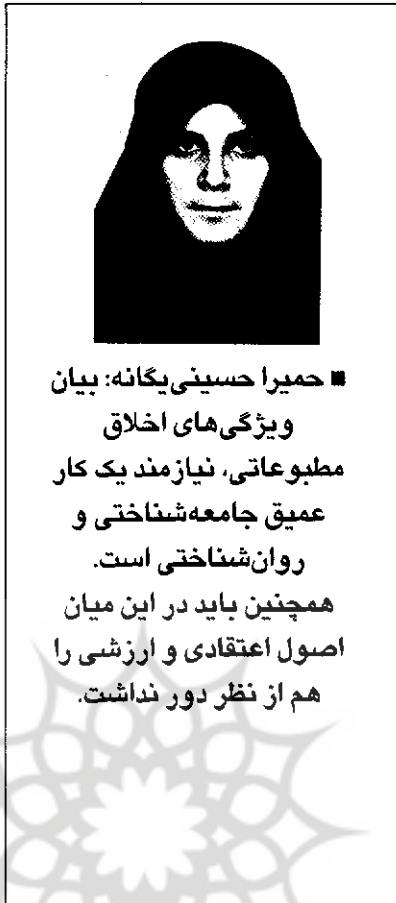 ■ حمیرا حسینی‌یگانه: بیان
ویژگی‌های اخلاق
مطبوعاتی، نیازمند یک کار
عمیق جامعه‌شناختی و
روان‌شناختی است.
همچنین باید در این میان
اصول اعتقادی و ارزشی را
هم از نظر دور نداشت.